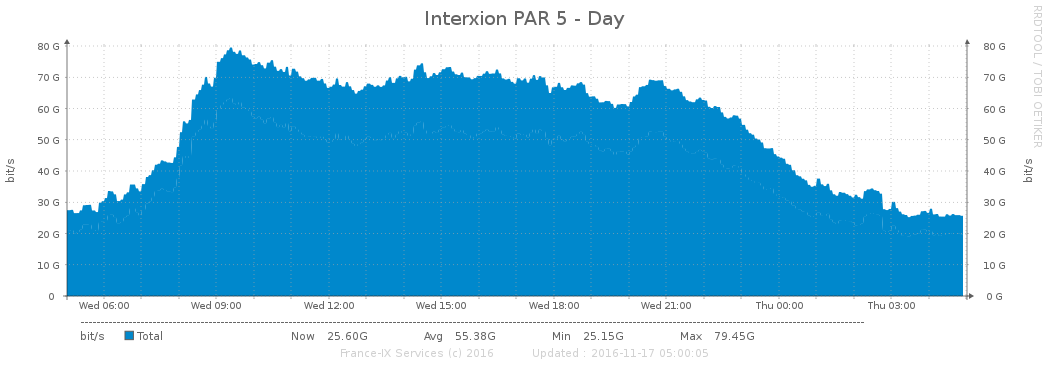 Interxion PAR 5 - Day
RRDTOOL / TOBI OETIKER
80 G 80 G
70 G 70 G
60 G 60 G
50 G 50 G
40 G 40 G
30 G 30 G
20 G 20 G
10 G 10 G
0 0 G
bit/s bit/s
Wed 06:00 Wed 09:00 Wed 12:00 Wed 15:00 Wed 18:00 Wed 21:00 Thu 00:00 Thu 03:00
bit/s Total Now 25.60G Avg 55.38G Min 25.15G Max 79.45G
France-IX Services (c) 2016 Updated : 2016-11-17 05:00:05